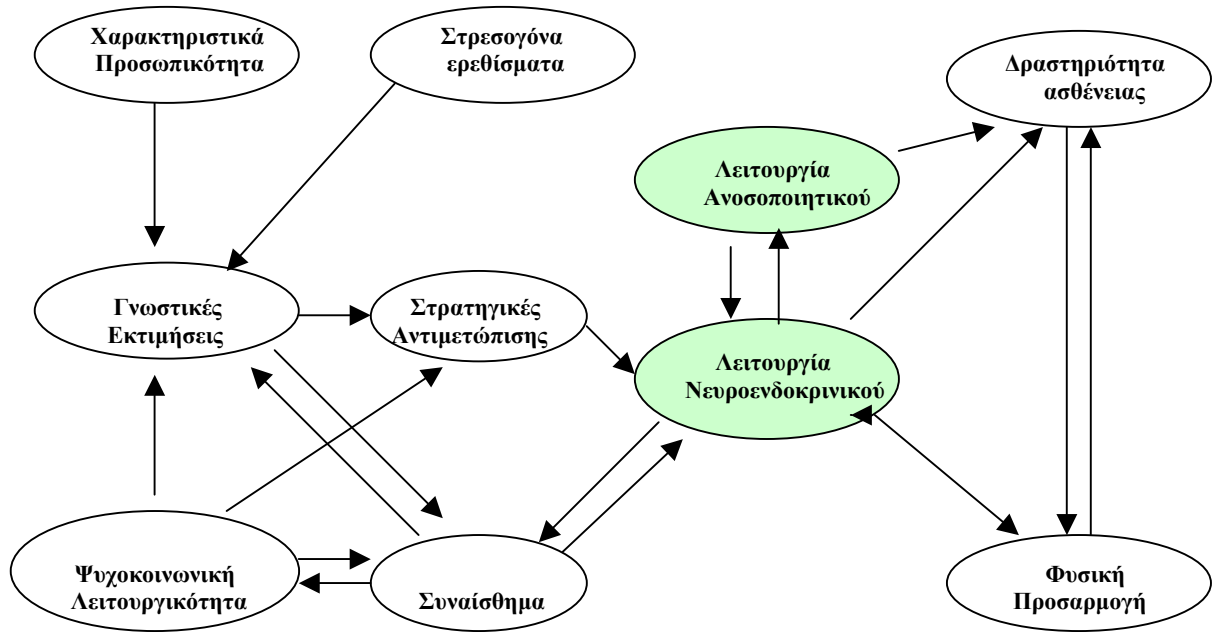 Χαρακτηριστικά
Προσωπικότητα
Στρεσογόνα
ερεθίσματα
Δραστηριότητα
ασθένειας
Λειτουργία
Ανοσοποιητικού
Γνωστικές
Εκτιμήσεις
Στρατηγικές
Αντιμετώπισης
Λειτουργία
Νευροενδοκρινικού
Ψυχοκοινωνική
Λειτουργικότητα
Συναίσθημα
Φυσική
Προσαρμογή